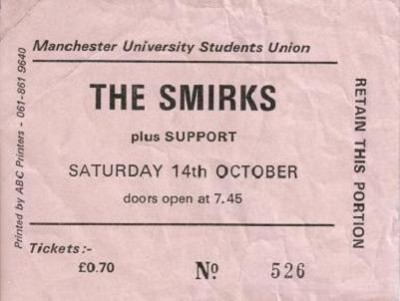 Manchester University Students Union
THE SMIRKS
plus SUPPORT
SATURDAY 14th OCTOBER
doors open at 7.45
Tickets:-
£0.70 No. 526
Printed by ABC Printers - 061-861 9640
RETAIN THIS PORTION